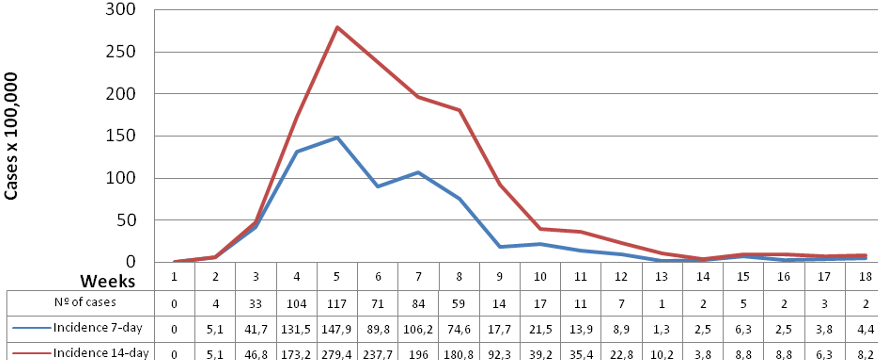 300
250
200
150
100
50
0
Cases x 100,000
Weeks 1 2 3 4 5 6 7 8 9 10 11 12 13 14 15 16 17 18
Nº of cases 0 4 33 104 117 71 84 59 14 17 11 7 1 2 5 2 3 2
Incidence 7-day 0 5,1 41,7 131,5 147,9 89,8 106,2 74,6 17,7 21,5 13,9 8,9 1,3 2,5 6,3 2,5 3,8 4,4
Incidence 14-day 0 5,1 46,8 173,2 279,4 237,7 196 180,8 92,3 39,2 35,4 22,8 10,2 3,8 8,8 8,8 6,3 8,2